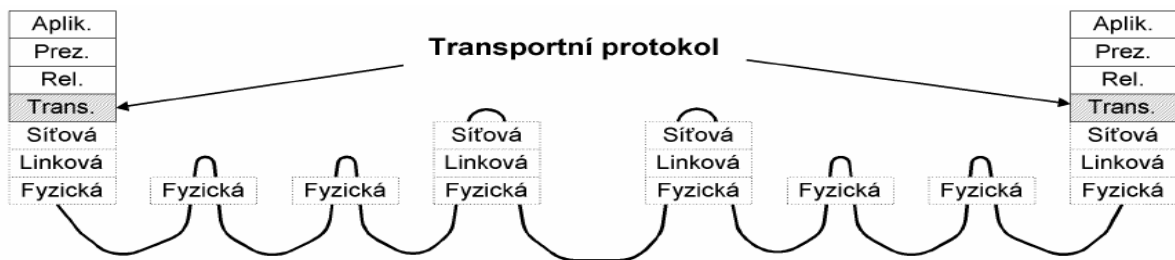 Aplik.
Prez.
Rel.
Trans.
Síťová
Linková
Fyzická
Transportní protokol
Fyzická
Fyzická
Síťová
Linková
Fyzická
Síťová
Linková
Fyzická
Fyzická
Fyzická
Aplik.
Prez.
Rel.
Trans.
Síťová
Linková
Fyzická